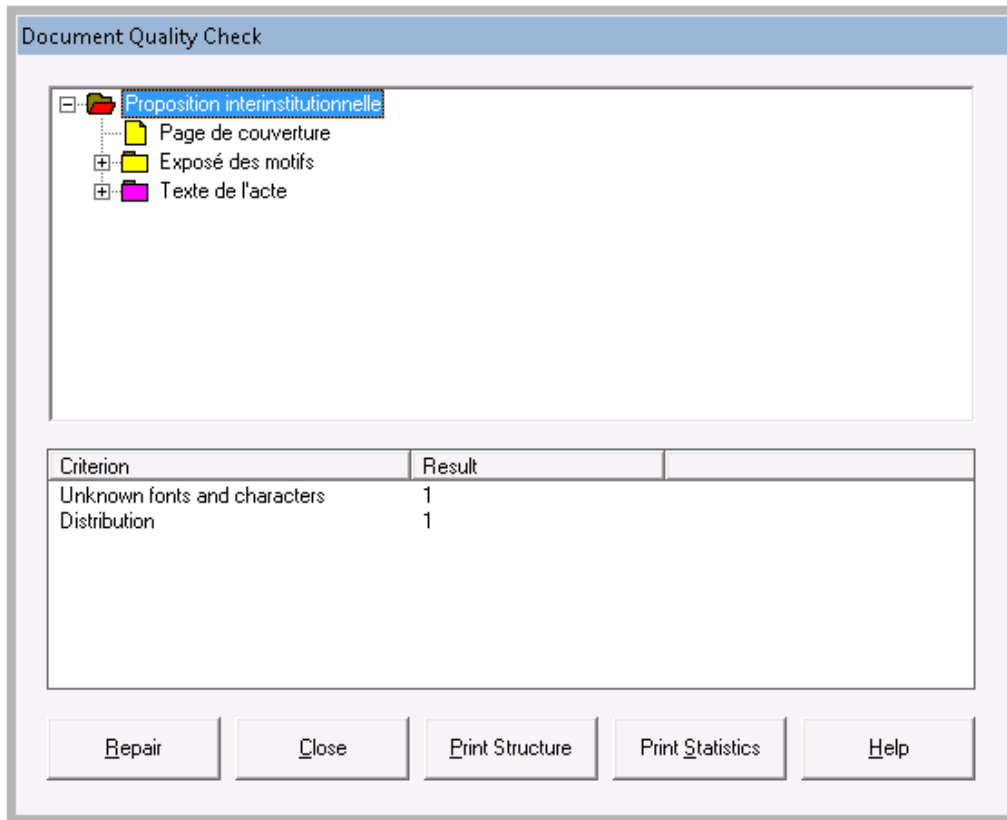 Document Quality Check
Proposition interinstitutionnelle
Page de couverture
Exposé des motifs
Texte de l'acte
Criterion Result
Unknown fonts and characters 1
Distribution 1
Repair Close Print Structure Print Statistics Help